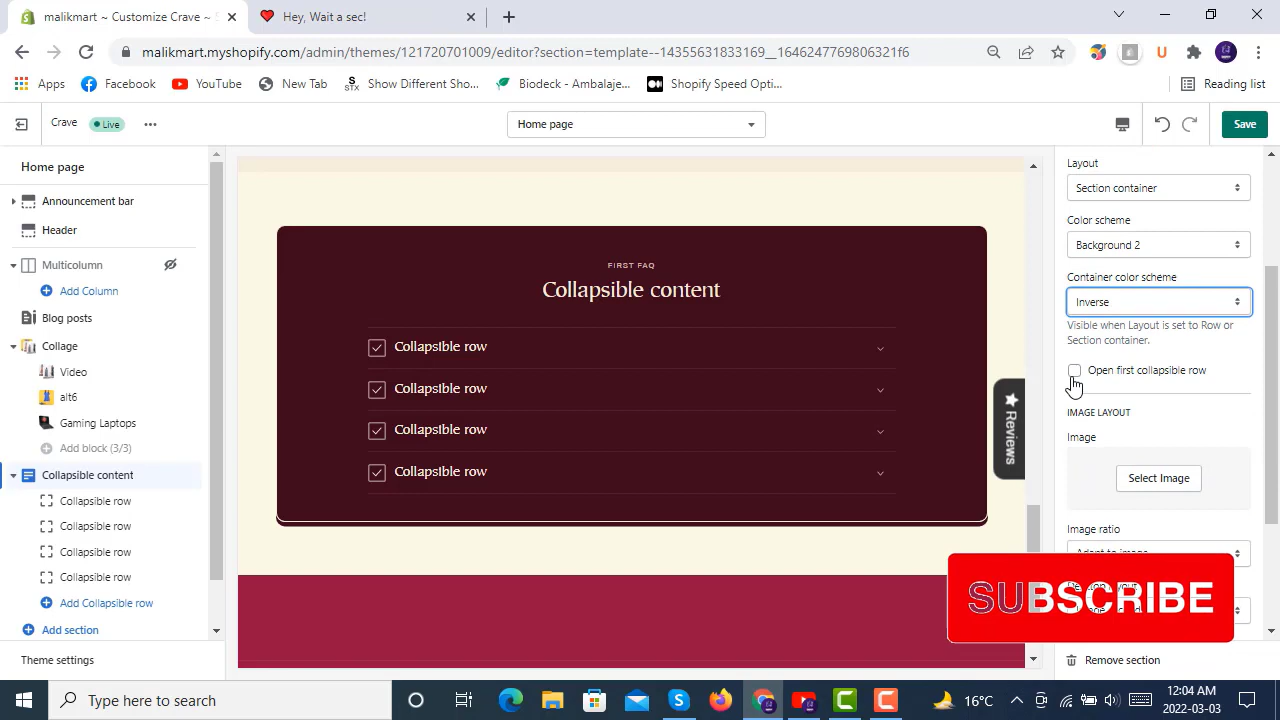 malikmart ~ Customize Crave ~ S
Hey, Wait a sec!
malikmart.myshopify.com/admin/themes/121720701009/editor?section=template--14355631833169__1646247769806321f6
Apps
Facebook
YouTube
New Tab
STX
Show Different Sho...
Biodeck - Ambalaje...
Shopify Speed Opti...
Reading list
Crave
Live
Home page
Save
Home page
Announcement bar
Header
Multicolumn
Add Column
Blog posts
Collage
Video
alt6
Gaming Laptops
Add block (3/3)
Collapsible content
Collapsible row
Collapsible row
Collapsible row
Collapsible row
Add Collapsible row
Add section
Theme settings
FIRST FAQ
Collapsible content
Collapsible row
Collapsible row
Collapsible row
Collapsible row
Reviews
Layout
Section container
Color scheme
Background 2
Container color scheme
Inverse
Visible when Layout is set to Row or
Section container.
Open first collapsible row
IMAGE LAYOUT
Image
Select Image
Image ratio
Adapt to image
SUBSCRIBE
Remove section
Type here to search
16°C
12:04 AM
2022-03-03